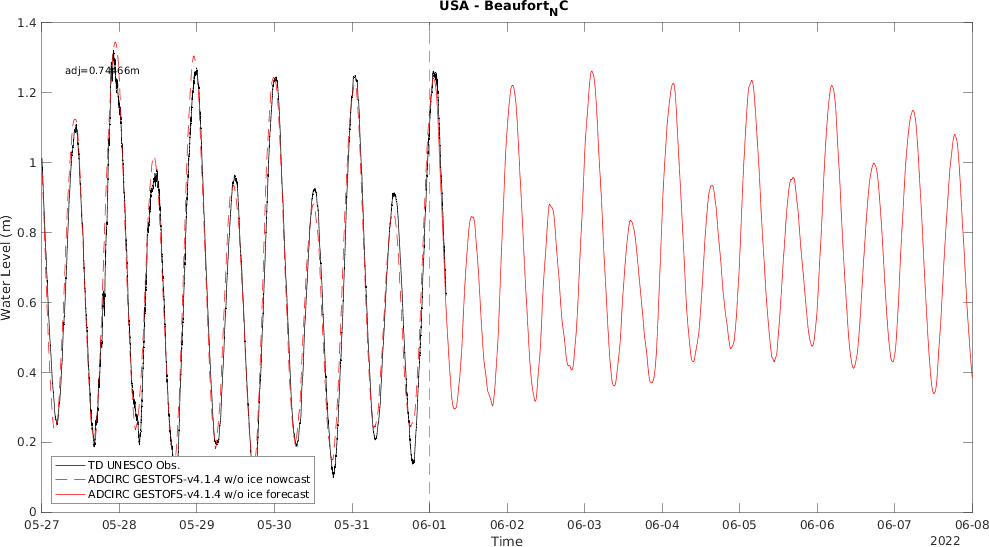 USA - Beaufort_NC
1.4
1.2
1
0.8
0.6
0.4
0.2
0
Water Level (m)
adj=0.74466m
TD UNESCO Obs.
ADCIRC GESTOFS-v4.1.4 w/o ice nowcast
ADCIRC GESTOFS-v4.1.4 w/o ice forecast
05-27 05-28 05-29 05-30 05-31 06-01 06-02 06-03 06-04 06-05 06-06 06-07 06-08
Time
2022